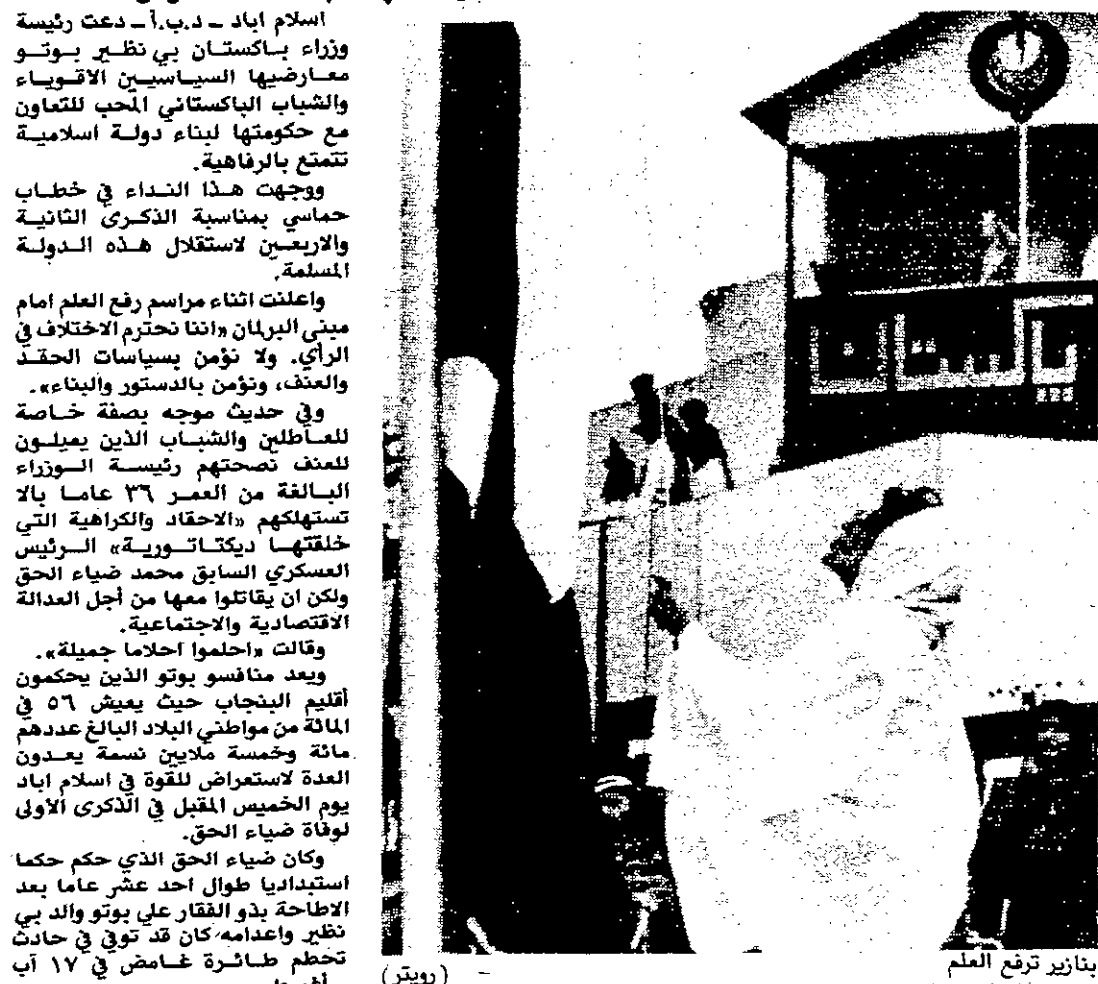 اسلام اباد ــ د.ب.أ ــ دعت رئيسة
وزراء باكستان بي نظير بوتو
معارضيها السياسيين الاقوياء
والشباب الباكستاني المحب للتعاون
مع حكومتها لبناء دولة اسلامية
تتمتع بالرفاهية.
ووجهت هذا النداء في خطاب
حماسي بمناسبة الذكرى الثانية
والاربعين لاستقلال هذه الدولة
المسلمة.
واعلنت اثناء مراسم رفع العلم امام
مبنى البرلمان «اننا نحترم الاختلاف في
الرأي. ولا نؤمن بسياسات الحقد
والعنف، ونؤمن بالدستور والبناء».
وفي حديث موجه بصفة خاصة
للعاطلين والشباب الذين يميلون
للعنف نصحتهم رئيسة الوزراء
البالغة من العمر ٣٦ عاما بالا
تستهلكهم «الاحقاد والكراهية التي
خلقتها ديكتاتورية» الرئيس
العسكري السابق محمد ضياء الحق
ولكن ان يقاتلوا معها من أجل العدالة
الاقتصادية والاجتماعية.
وقالت «احلموا احلاما جميلة».
ويعد منافسو بوتو الذين يحكمون
أقليم البنجاب حيث يعيش ٥٦ في
المائة من مواطني البلاد البالغ عددهم
مائة وخمسة ملايين نسمة يعدون
العدة لاستعراض للقوة في اسلام اباد
يوم الخميس المقبل في الذكرى الأولى
لوفاة ضياء الحق.
وكان ضياء الحق الذي حكم حكما
استبداديا طوال احد عشر عاما بعد
الاطاحة بذو الفقار علي بوتو والد بي
نظير واعدامه كان قد توفي في حادث
تحطم طائرة غامض في ١٧ آب
بنازير ترفع العلم
(رويتر)